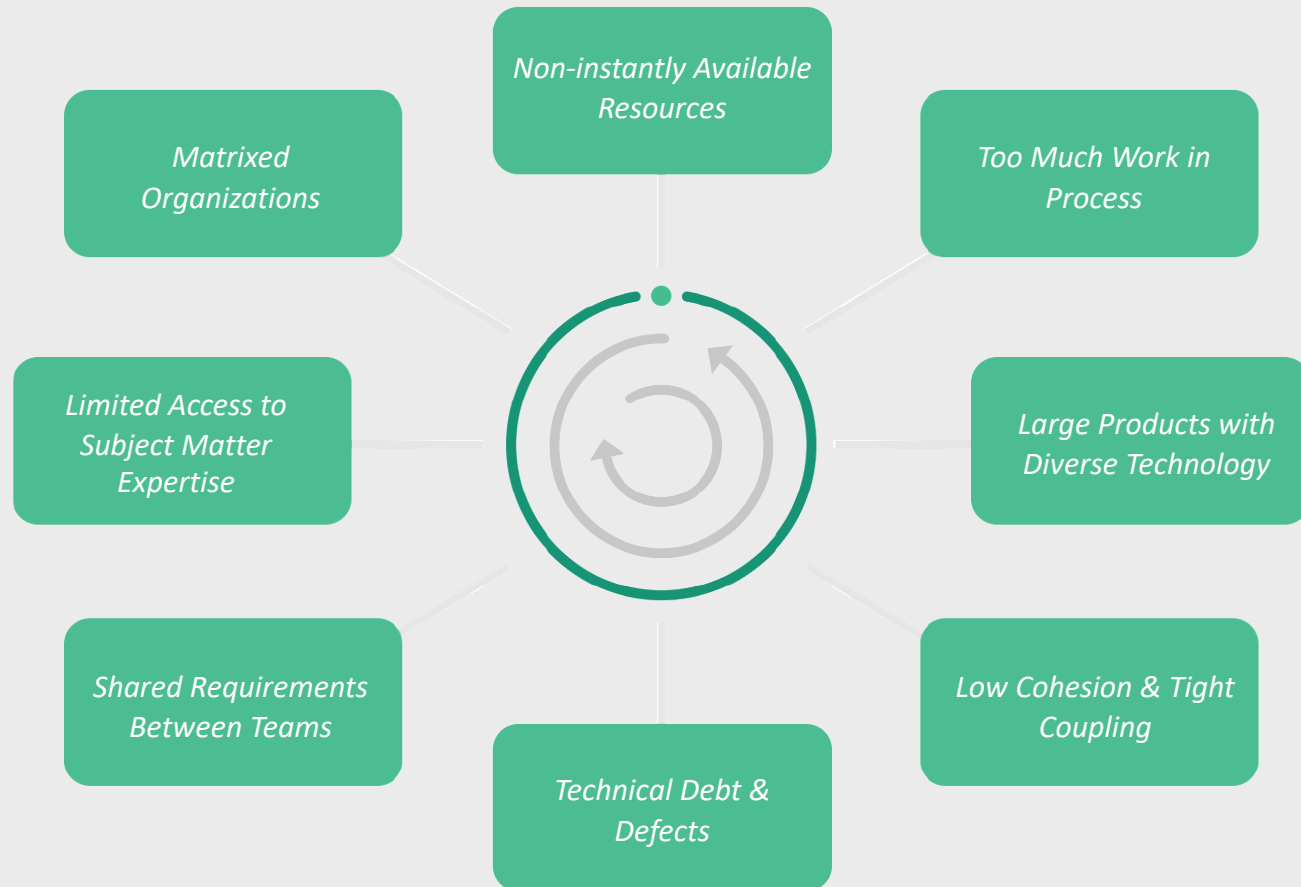 Non-instantly Available
Resources
Matrixed
Organizations
Too Much Work in
Process
Limited Access to
Subject Matter
Expertise
Large Products with
Diverse Technology
Shared Requirements
Between Teams
Low Cohesion & Tight
Coupling
Technical Debt &
Defects